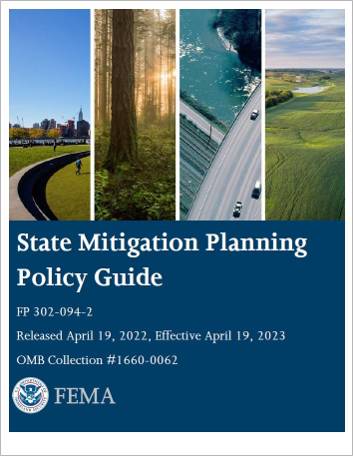 State Mitigation Planning
Policy Guide
FP 302-094-2
Released April 19, 2022, Effective April 19, 2023
OMB Collection #1660-0062
FEMA